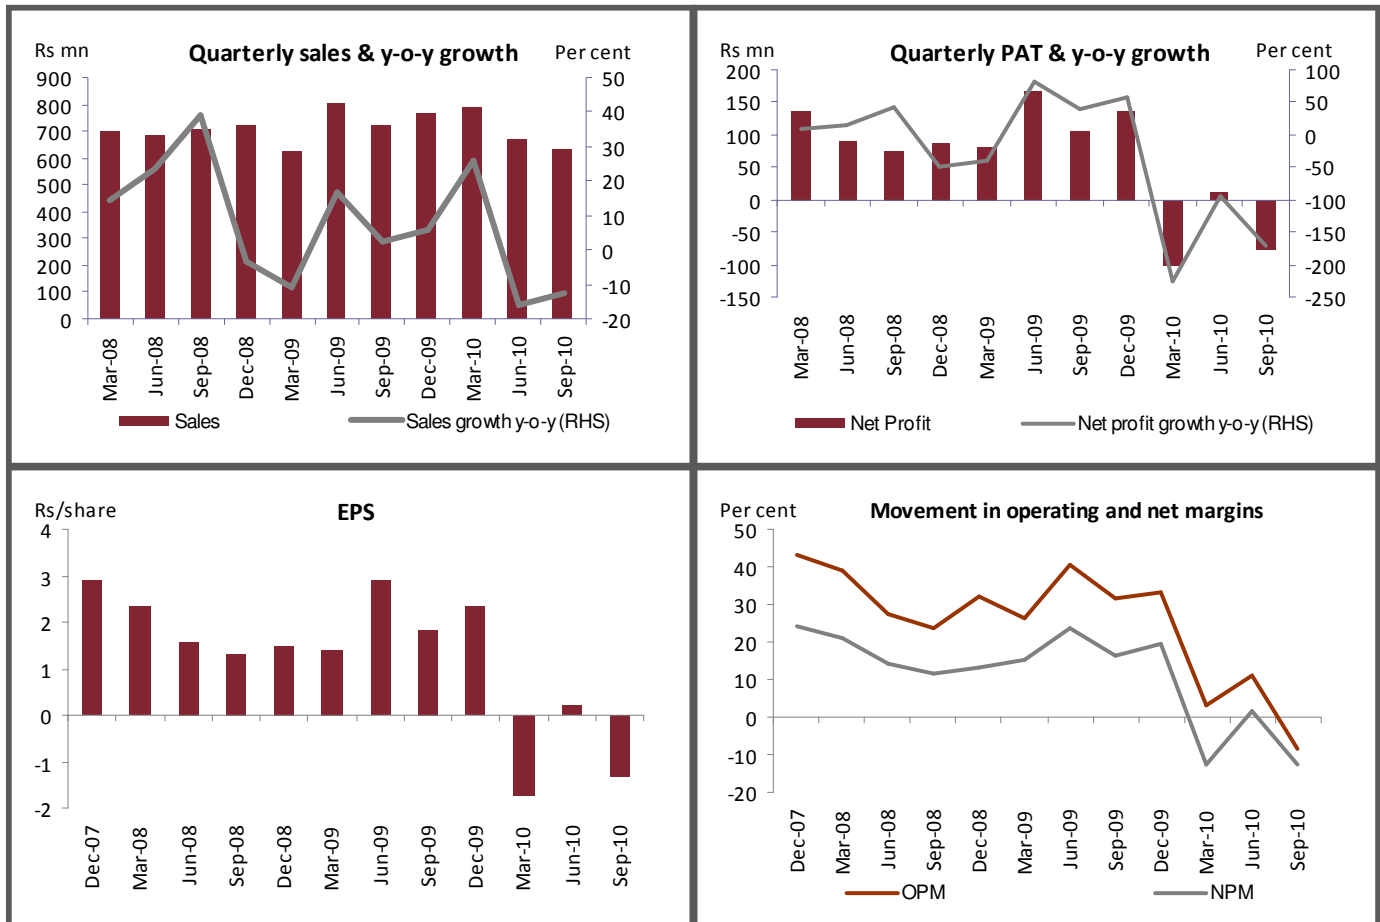 Quarterly sales & y-o-y growth
Rs mn
Per cent
900
800
700
600
500
400
300
200
100
0
50
40
30
20
10
0
-10
-20
Mar-08
Jun-08
Sep-08
Dec-08
Mar-09
Jun-09
Sep-09
Dec-09
Mar-10
Jun-10
Sep-10
Sales
Sales growth y-o-y (RHS)
Quarterly PAT & y-o-y growth
Rs mn
Per cent
200
150
100
50
0
-50
-100
-150
100
50
0
-50
-100
-150
-200
-250
Mar-08
Jun-08
Sep-08
Dec-08
Mar-09
Jun-09
Sep-09
Dec-09
Mar-10
Jun-10
Sep-10
Net Profit
Net profit growth y-o-y (RHS)
Rs/share
EPS
4
3
2
1
0
-1
-2
Dec-07
Mar-08
Jun-08
Sep-08
Dec-08
Mar-09
Jun-09
Sep-09
Dec-09
Mar-10
Jun-10
Sep-10
Per cent
Movement in operating and net margins
50
40
30
20
10
0
-10
-20
Dec-07
Mar-08
Jun-08
Sep-08
Dec-08
Mar-09
Jun-09
Sep-09
Dec-09
Mar-10
Jun-10
Sep-10
OPM
NPM